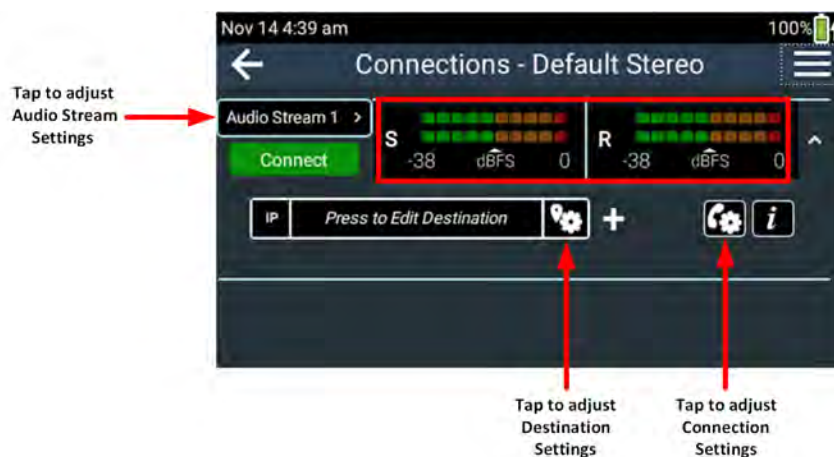 Nov 14 4:39 am 100%
Connections - Default Stereo
Tap to adjust
Audio Stream
Settings
Audio Stream 1 >
Connect
S
-38 dBFS 0
R
-38 dBFS 0
IP Press to Edit Destination
+
i
Tap to adjust
Destination
Settings
Tap to adjust
Connection
Settings